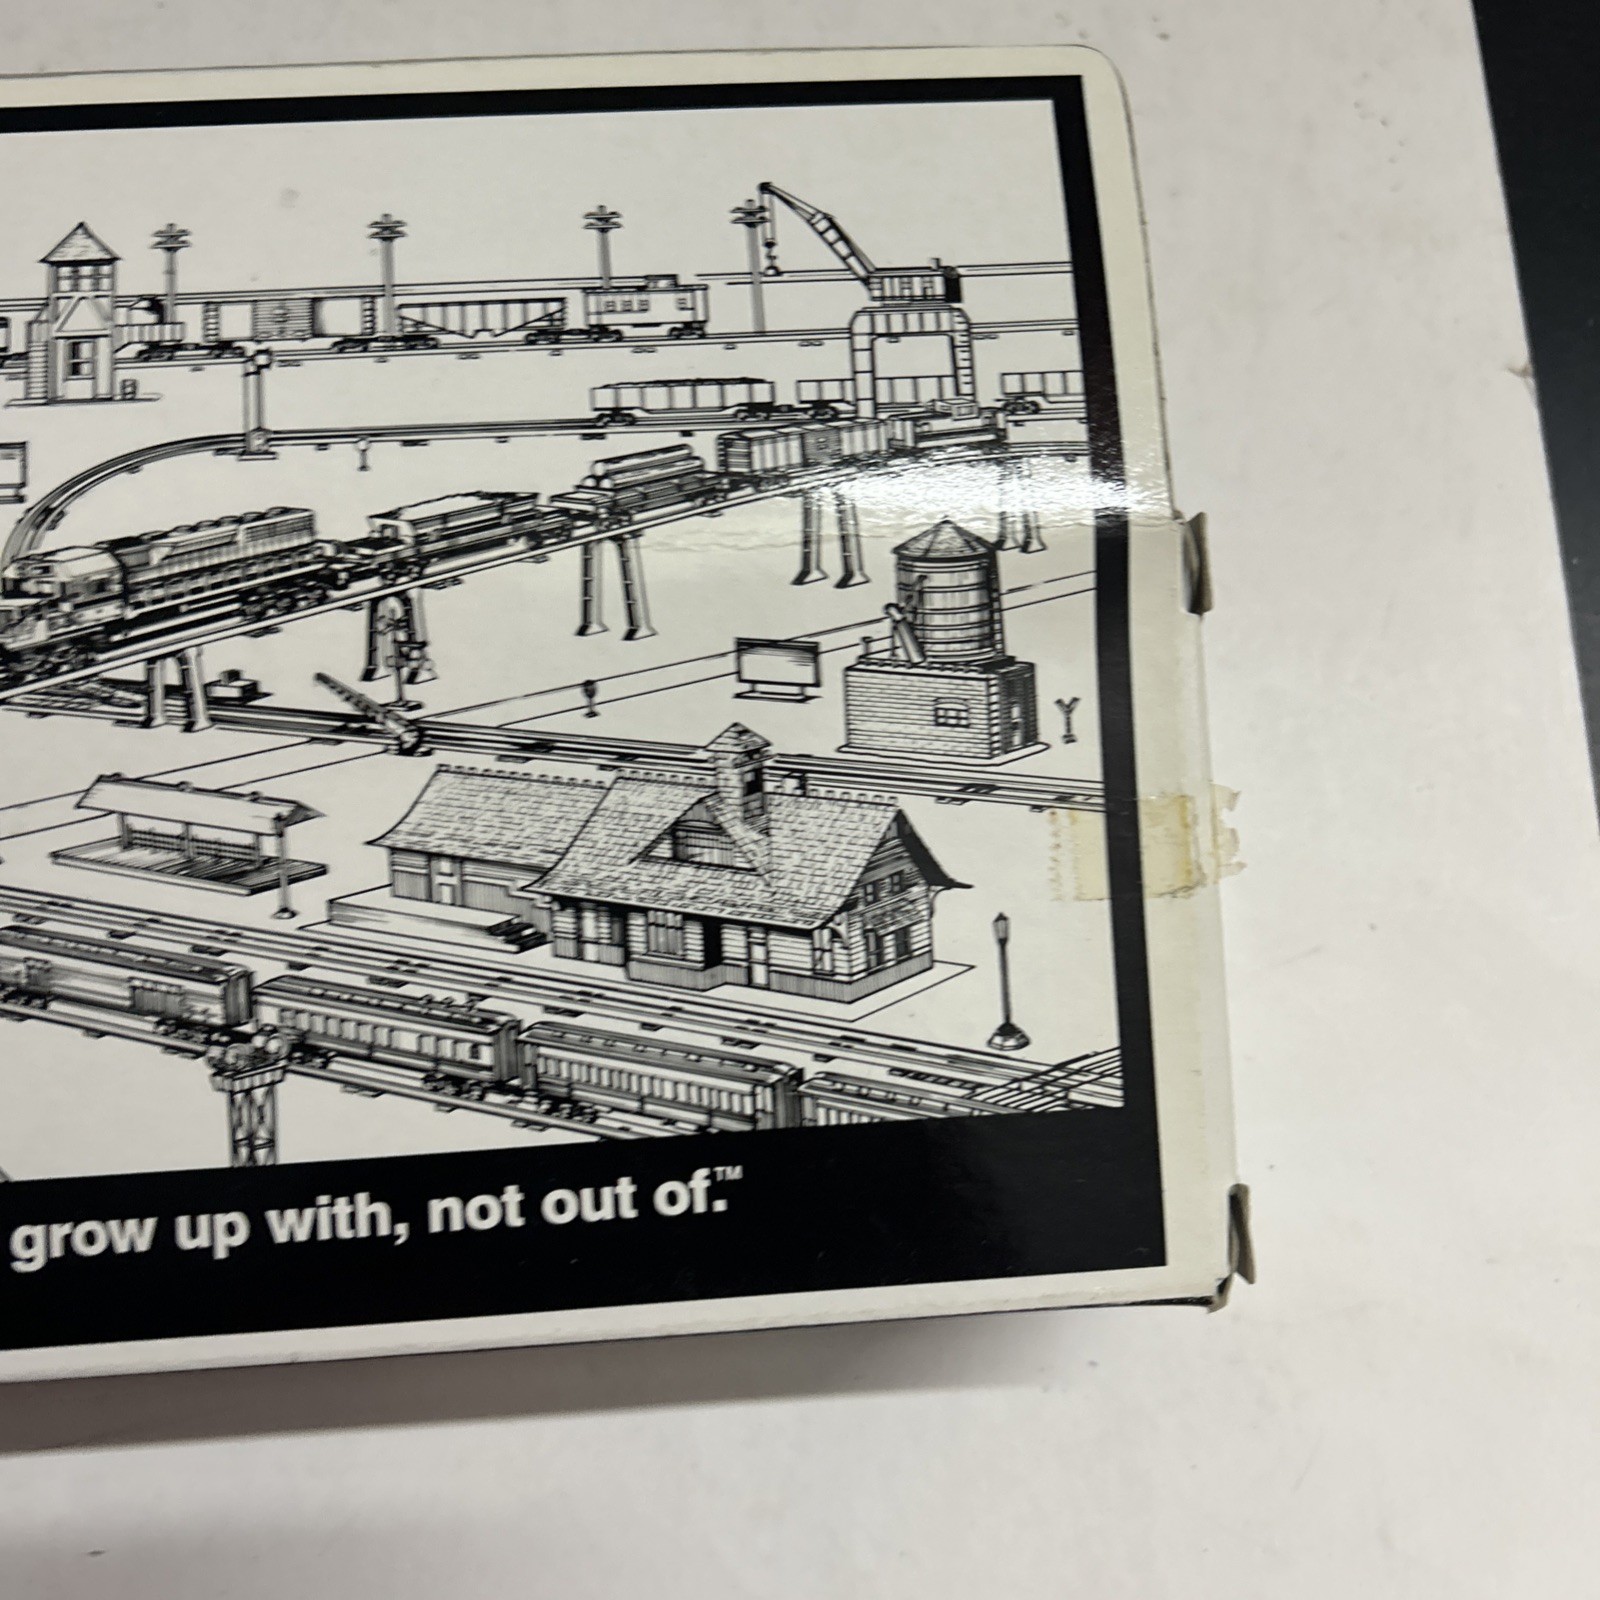 grow up with, not out of.™